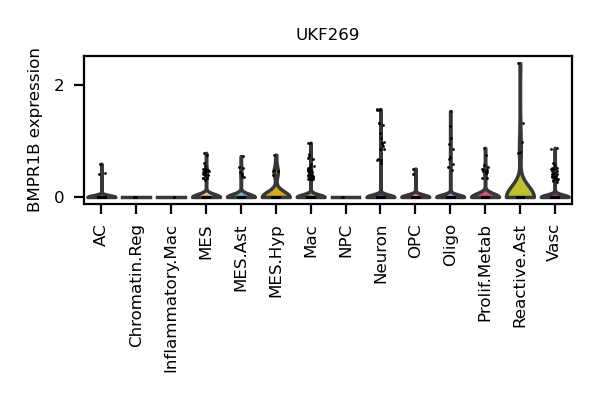 UKF269
BMPR1B expression
2
0
AC
Chromatin.Reg
Inflammatory.Mac
MES
MES.Ast
MES.Hyp
Mac
NPC
Neuron
OPC
Oligo
Prolif.Metab
Reactive.Ast
Vasc